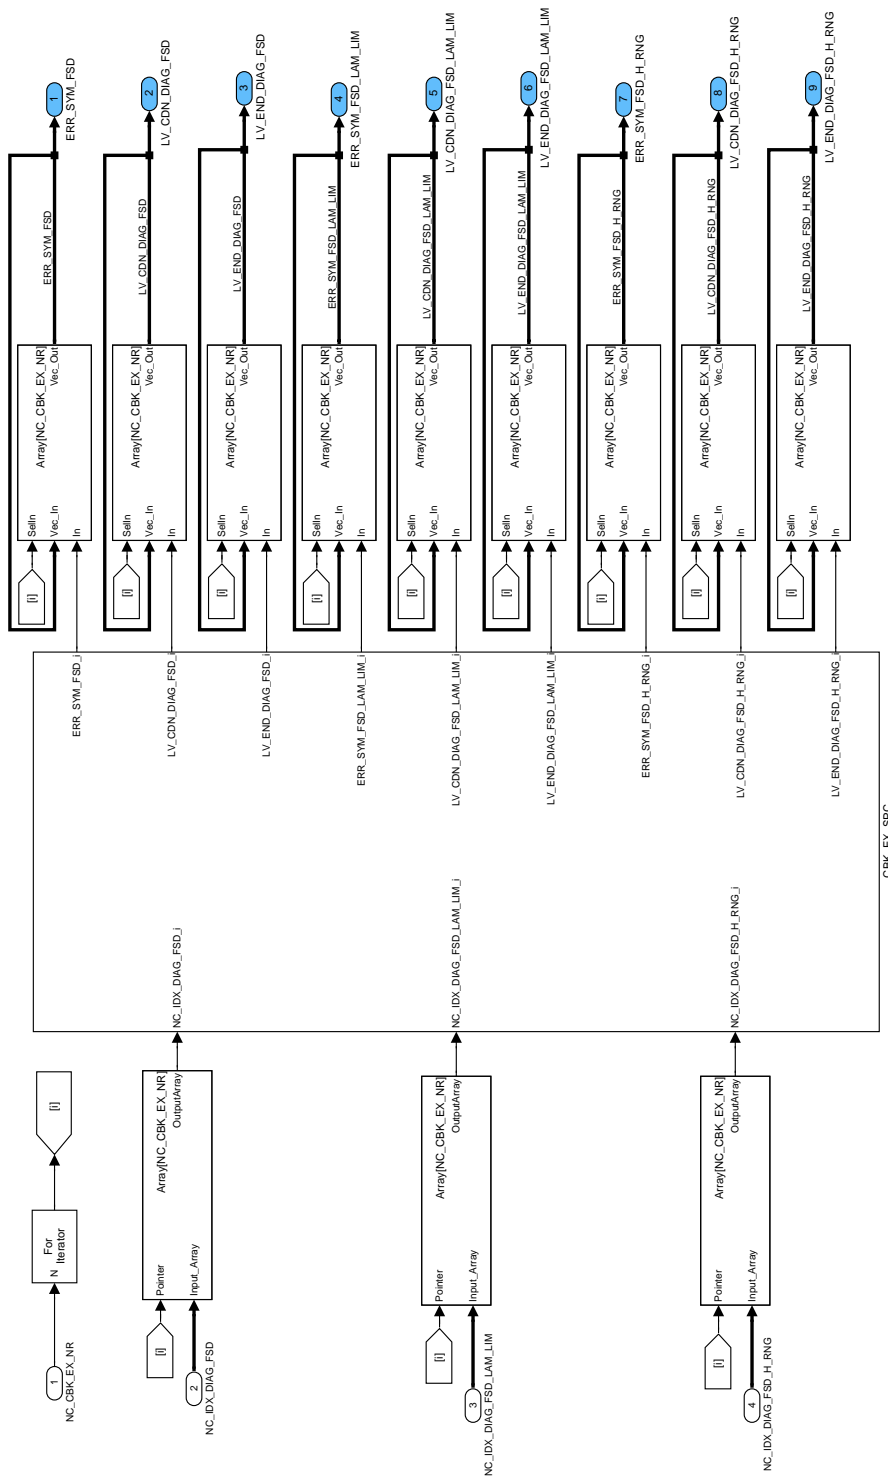 1
NC_CBK_EX_NR
N
For
Iterator
[i]
[i]
2
NC_IDX_DIAG_FSD
Pointer
Input_Array
Array[NC_CBK_EX_NR]
OutputArray
NC_IDX_DIAG_FSD_i
[i]
3
NC_IDX_DIAG_FSD_LAM_LIM
Pointer
Input_Array
Array[NC_CBK_EX_NR]
OutputArray
NC_IDX_DIAG_FSD_LAM_LIM_i
[i]
4
NC_IDX_DIAG_FSD_H_RNG
Pointer
Input_Array
Array[NC_CBK_EX_NR]
OutputArray
NC_IDX_DIAG_FSD_H_RNG_i
CBK_EX_SRC
ERR_SYM_FSD_i
[i]
SelIn
Vec_In
In
Array[NC_CBK_EX_NR]
Vec_Out
ERR_SYM_FSD
1
ERR_SYM_FSD
LV_CDN_DIAG_FSD_i
[i]
SelIn
Vec_In
In
Array[NC_CBK_EX_NR]
Vec_Out
LV_CDN_DIAG_FSD
2
LV_CDN_DIAG_FSD
LV_END_DIAG_FSD_i
[i]
SelIn
Vec_In
In
Array[NC_CBK_EX_NR]
Vec_Out
LV_END_DIAG_FSD
3
LV_END_DIAG_FSD
ERR_SYM_FSD_LAM_LIM_i
[i]
SelIn
Vec_In
In
Array[NC_CBK_EX_NR]
Vec_Out
ERR_SYM_FSD_LAM_LIM
4
ERR_SYM_FSD_LAM_LIM
LV_CDN_DIAG_FSD_LAM_LIM_i
[i]
SelIn
Vec_In
In
Array[NC_CBK_EX_NR]
Vec_Out
LV_CDN_DIAG_FSD_LAM_LIM
5
LV_CDN_DIAG_FSD_LAM_LIM
LV_END_DIAG_FSD_LAM_LIM_i
[i]
SelIn
Vec_In
In
Array[NC_CBK_EX_NR]
Vec_Out
LV_END_DIAG_FSD_LAM_LIM
6
LV_END_DIAG_FSD_LAM_LIM
ERR_SYM_FSD_H_RNG_i
[i]
SelIn
Vec_In
In
Array[NC_CBK_EX_NR]
Vec_Out
ERR_SYM_FSD_H_RNG
7
ERR_SYM_FSD_H_RNG
LV_CDN_DIAG_FSD_H_RNG_i
[i]
SelIn
Vec_In
In
Array[NC_CBK_EX_NR]
Vec_Out
LV_CDN_DIAG_FSD_H_RNG
8
LV_CDN_DIAG_FSD_H_RNG
LV_END_DIAG_FSD_H_RNG_i
[i]
SelIn
Vec_In
In
Array[NC_CBK_EX_NR]
Vec_Out
LV_END_DIAG_FSD_H_RNG
9
LV_END_DIAG_FSD_H_RNG